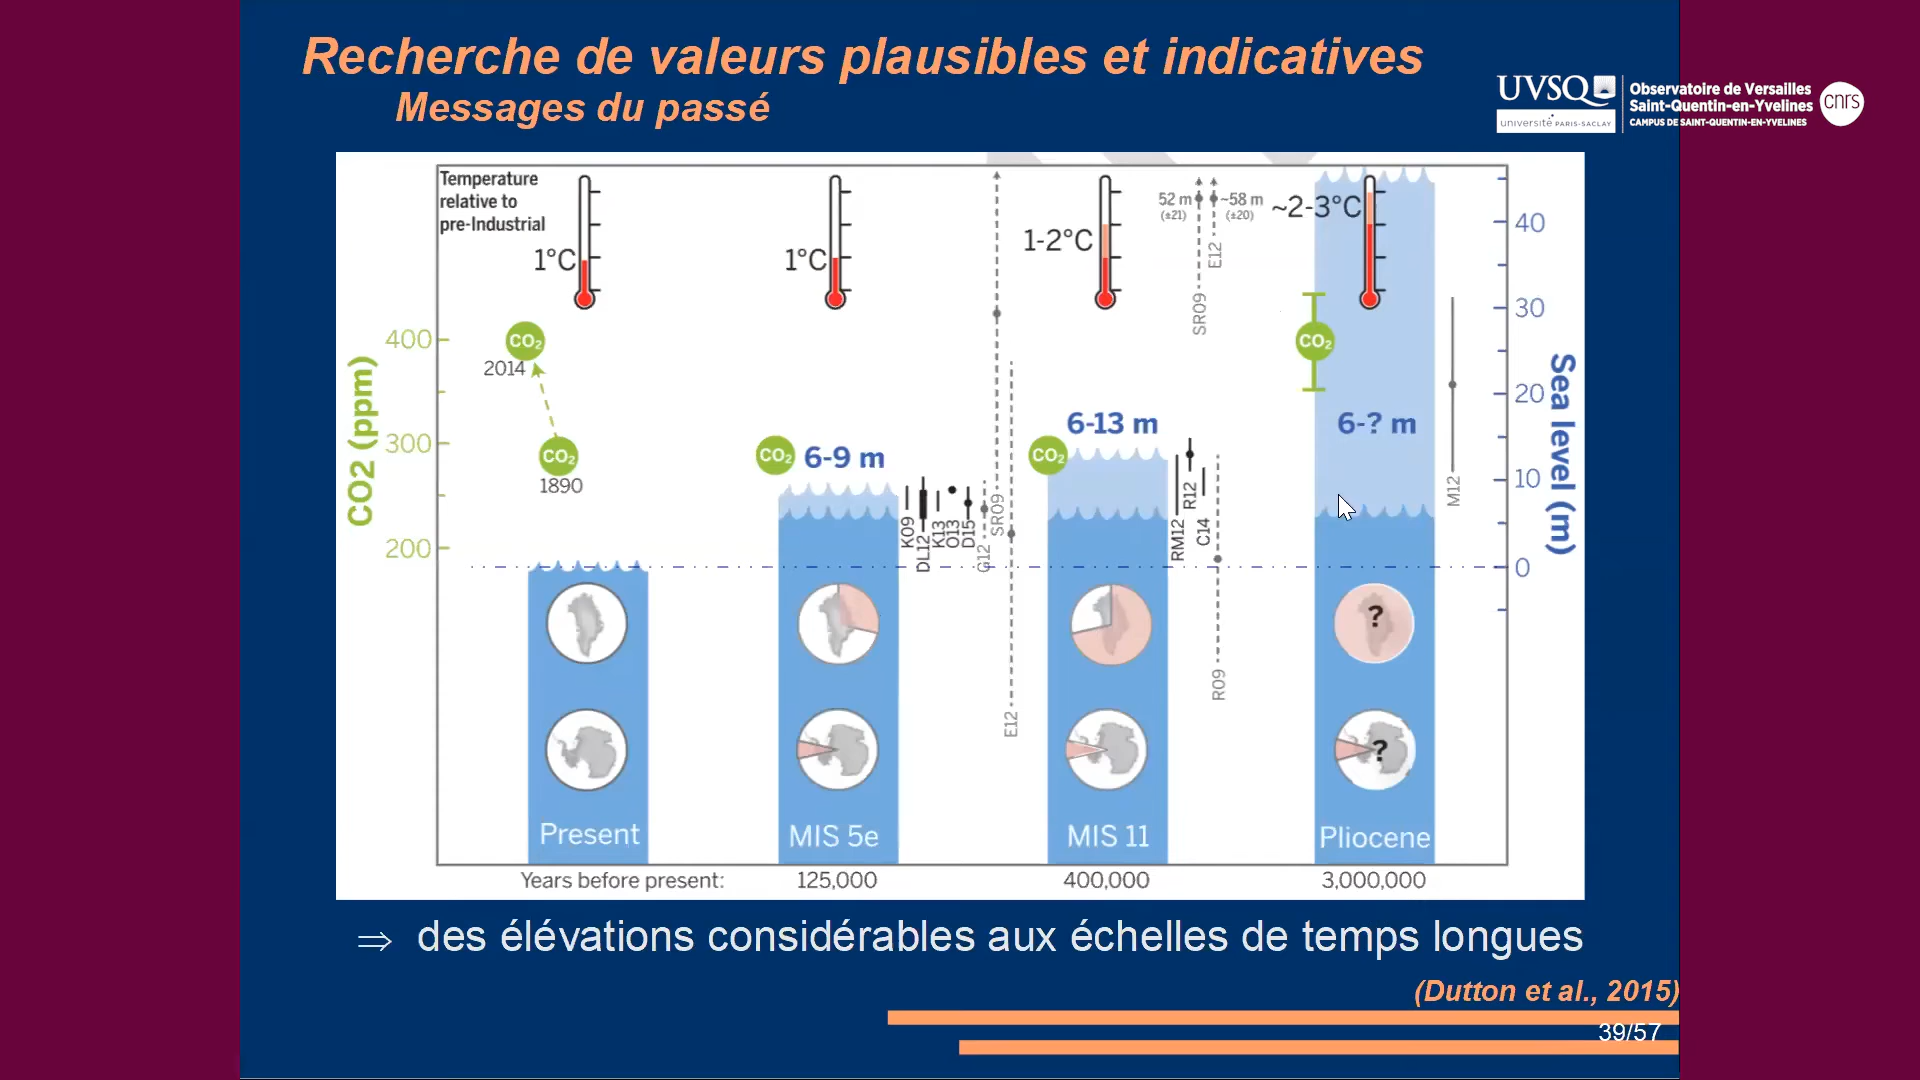 Recherche de valeurs plausibles et indicatives
Messages du passé
UVSQ
université PARIS-SACLAY
Observatoire de Versailles
Saint-Quentin-en-Yvelines
CAMPUS DE SAINT-QUENTIN-EN-YVELINES
cnrs
Temperature
relative to
pre-Industrial
1°C
1°C
1-2°C
~2-3°C
52 m
(±21)
~58 m
(±20)
E12
SR09
CO2 (ppm)
400
300
200
CO₂
2014
CO₂
1890
CO₂
6-9 m
K09
DL12
K13
O13
D15
G12
SR09
E12
CO₂
6-13 m
RM12
R12
C14
R09
CO₂
6-? m
M12
Sea level (m)
40
30
20
10
0
?
?
Present
MIS 5e
MIS 11
Pliocene
Years before present:
125,000
400,000
3,000,000
⇒ des élévations considérables aux échelles de temps longues
(Dutton et al., 2015)
39/57